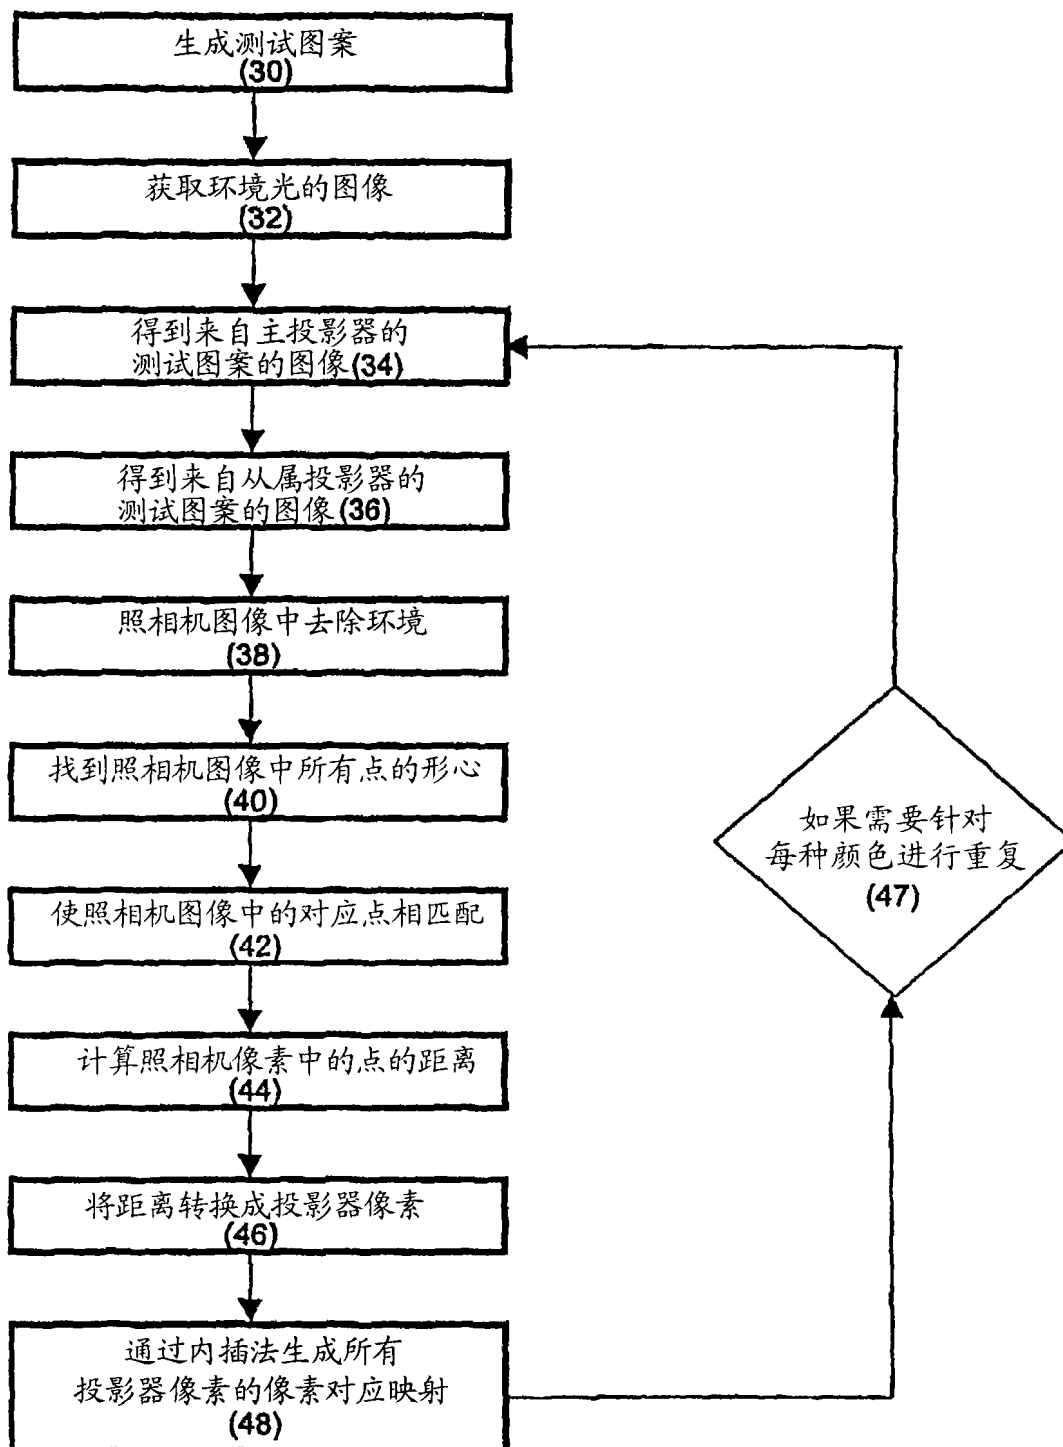 生成测试图案
(30)
获取环境光的图像
(32)
得到来自主投影器的
测试图案的图像(34)
得到来自从属投影器的
测试图案的图像(36)
照相机图像中去除环境
(38)
找到照相机图像中所有点的形心
(40)
使照相机图像中的对应点相匹配
(42)
计算照相机像素中的点的距离
(44)
将距离转换成投影器像素
(46)
通过内插法生成所有
投影器像素的像素对应映射
(48)
如果需要针对
每种颜色进行重复
(47)